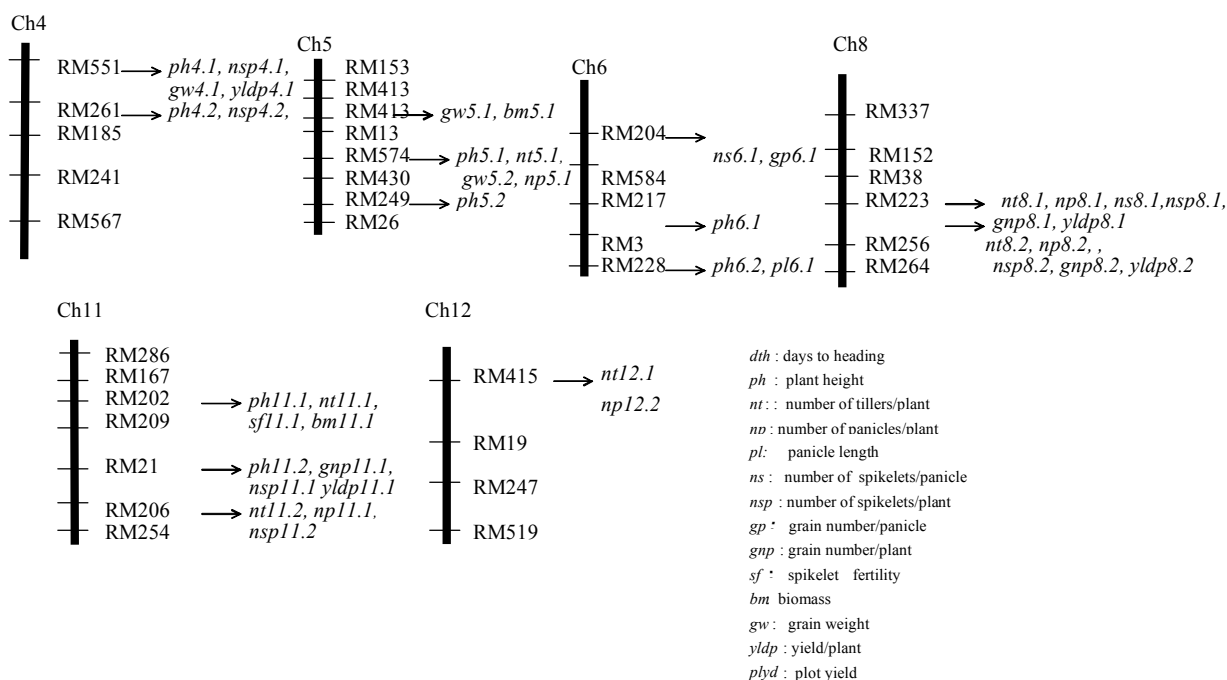 Ch4
RM551
ph4.1, nsp4.1,
gw4.1, yldp4.1
RM261
ph4.2, nsp4.2,
RM185
RM241
RM567
Ch5
RM153
RM413
RM413
gw5.1, bm5.1
RM13
RM574
ph5.1, nt5.1,
gw5.2, np5.1
RM430
RM249
ph5.2
RM26
Ch6
RM204
ns6.1, gp6.1
RM584
RM217
ph6.1
RM3
RM228
ph6.2, pl6.1
Ch8
RM337
RM152
RM38
RM223
nt8.1, np8.1, ns8.1,nsp8.1,
gnp8.1, yldp8.1
nt8.2, np8.2, ,
RM256
nsp8.2, gnp8.2, yldp8.2
RM264
Ch11
RM286
RM167
RM202
ph11.1, nt11.1,
sf11.1, bm11.1
RM209
RM21
ph11.2, gnp11.1,
nsp11.1 yldp11.1
RM206
nt11.2, np11.1,
nsp11.2
RM254
Ch12
RM415
nt12.1
np12.2
RM19
RM247
RM519
dth : days to heading
ph : plant height
nt : : number of tillers/plant
np : number of panicles/plant
pl: panicle length
ns : number of spikelets/panicle
nsp : number of spikelets/plant
gp : grain number/panicle
gnp : grain number/plant
sf : spikelet fertility
bm biomass
gw : grain weight
yldp : yield/plant
plyd : plot yield